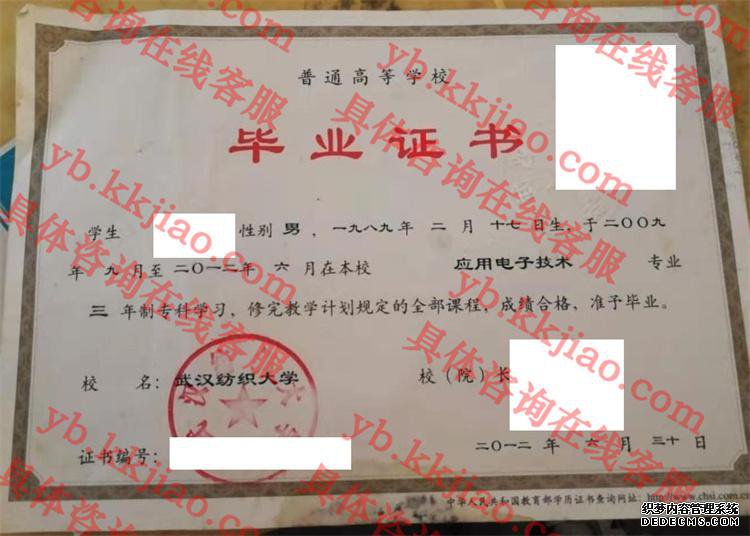 普通高等学校
毕业证书
学生 性别 男 ，一九八九年 二 月 十七日生，于二〇〇九
年 九 月至二〇一二年 六 月在本校 应用电子技术 专业
三 年制专科学习，修完教学计划规定的全部课程，成绩合格，准予毕业。
校 名：武汉纺织大学 校（院）长
证书编号： 二〇一二年 六 月 三十日
中华人民共和国教育部学历证书查询网址：http://www.chsi.com.cn
yb.kkjiao.com
具体咨询在线客服
织梦内容管理系统
DEDECMS.COM